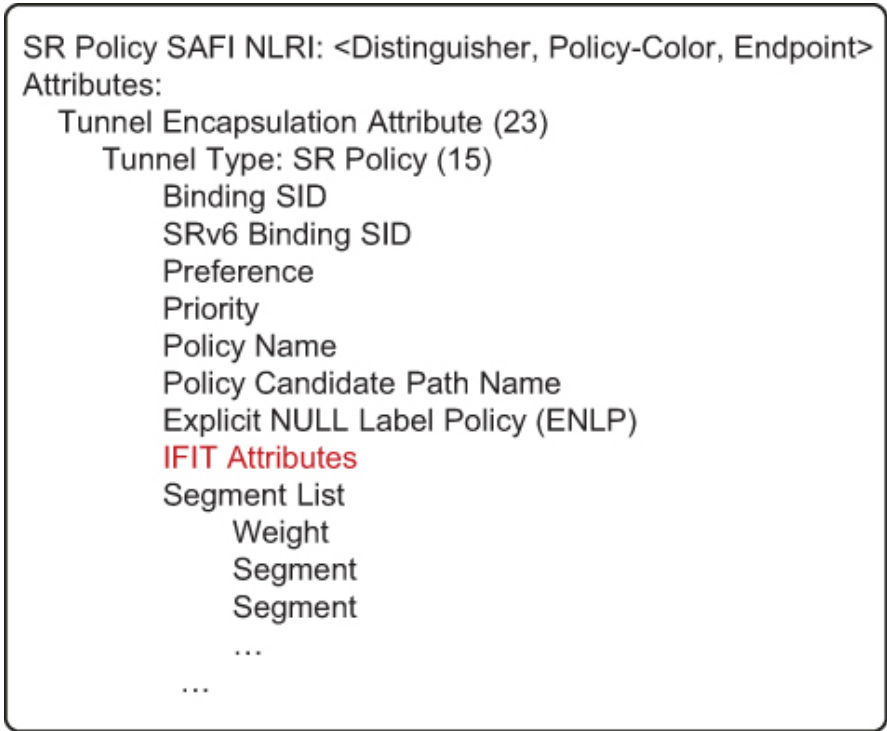 SR Policy SAFI NLRI: <Distinguisher, Policy-Color, Endpoint>
Attributes:
Tunnel Encapsulation Attribute (23)
Tunnel Type: SR Policy (15)
Binding SID
SRv6 Binding SID
Preference
Priority
Policy Name
Policy Candidate Path Name
Explicit NULL Label Policy (ENLP)
IFIT Attributes
Segment List
Weight
Segment
Segment
…
…